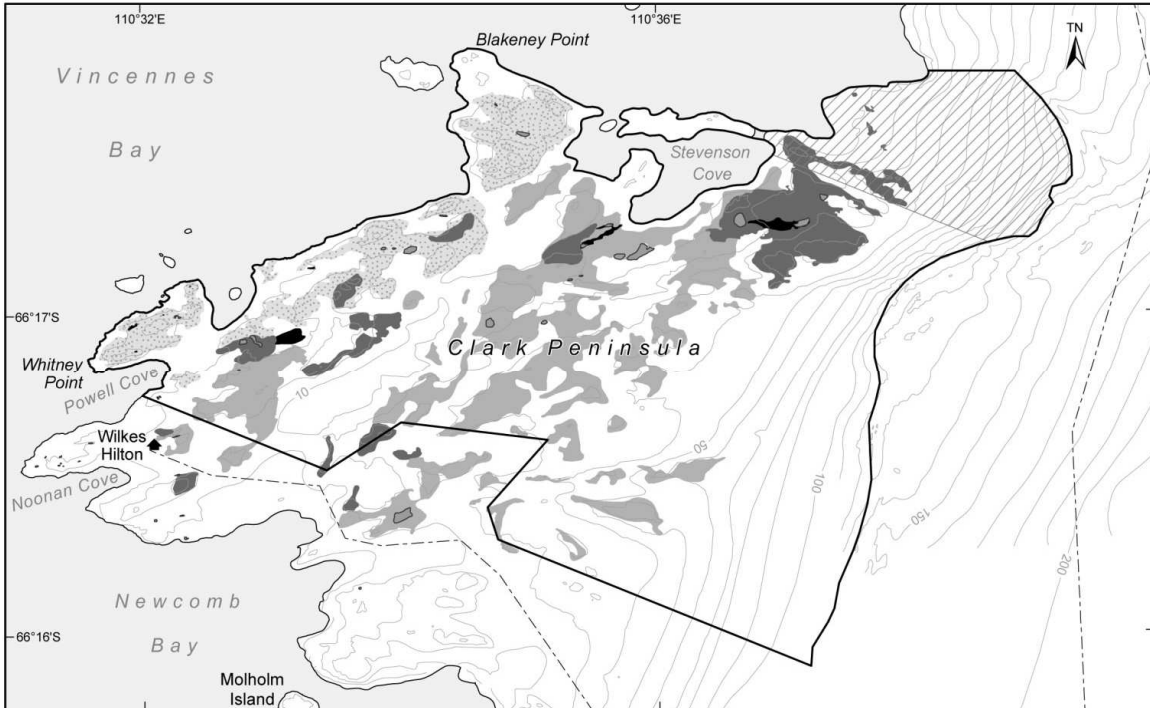 110°32'E
110°36'E
TN
Blakeney Point
Vincennes
Bay
Stevenson
Cove
66°17'S
Clark Peninsula
Whitney
Point
Powell Cove
10
Wilkes
Hilton
50
Noonan Cove
100
150
200
Newcomb
Bay
66°16'S
Molholm
Island